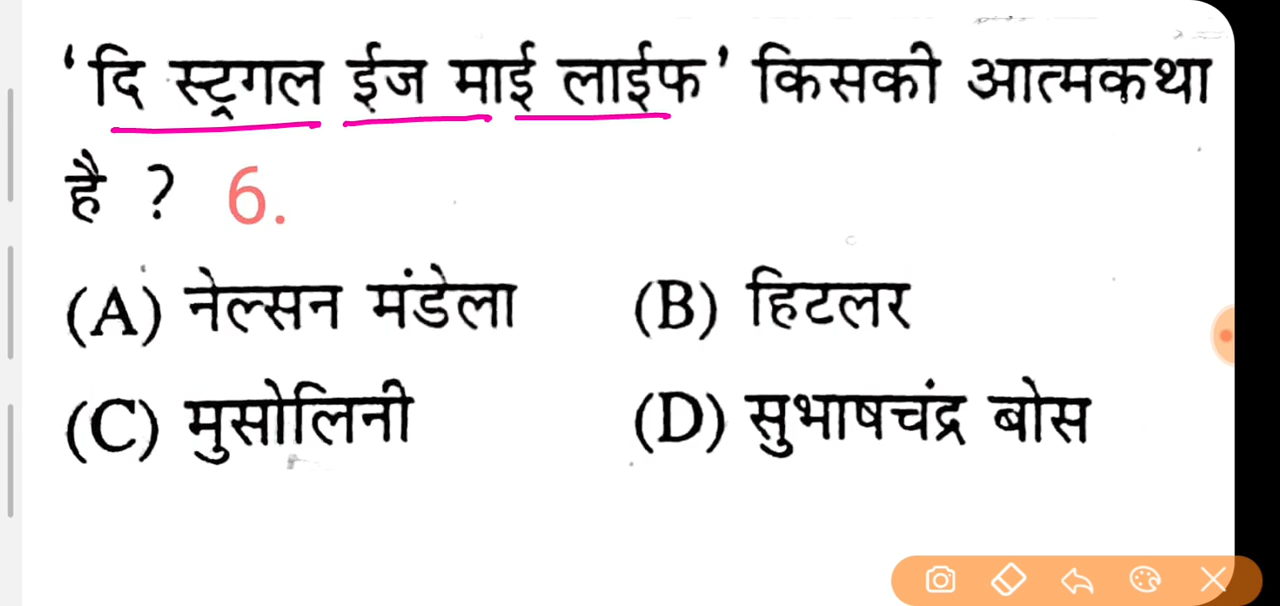 ‘दि स्ट्रगल ईज माई लाईफ’ किसकी आत्मकथा
है ? 6.
(A) नेल्सन मंडेला (B) हिटलर
(C) मुसोलिनी (D) सुभाषचंद्र बोस